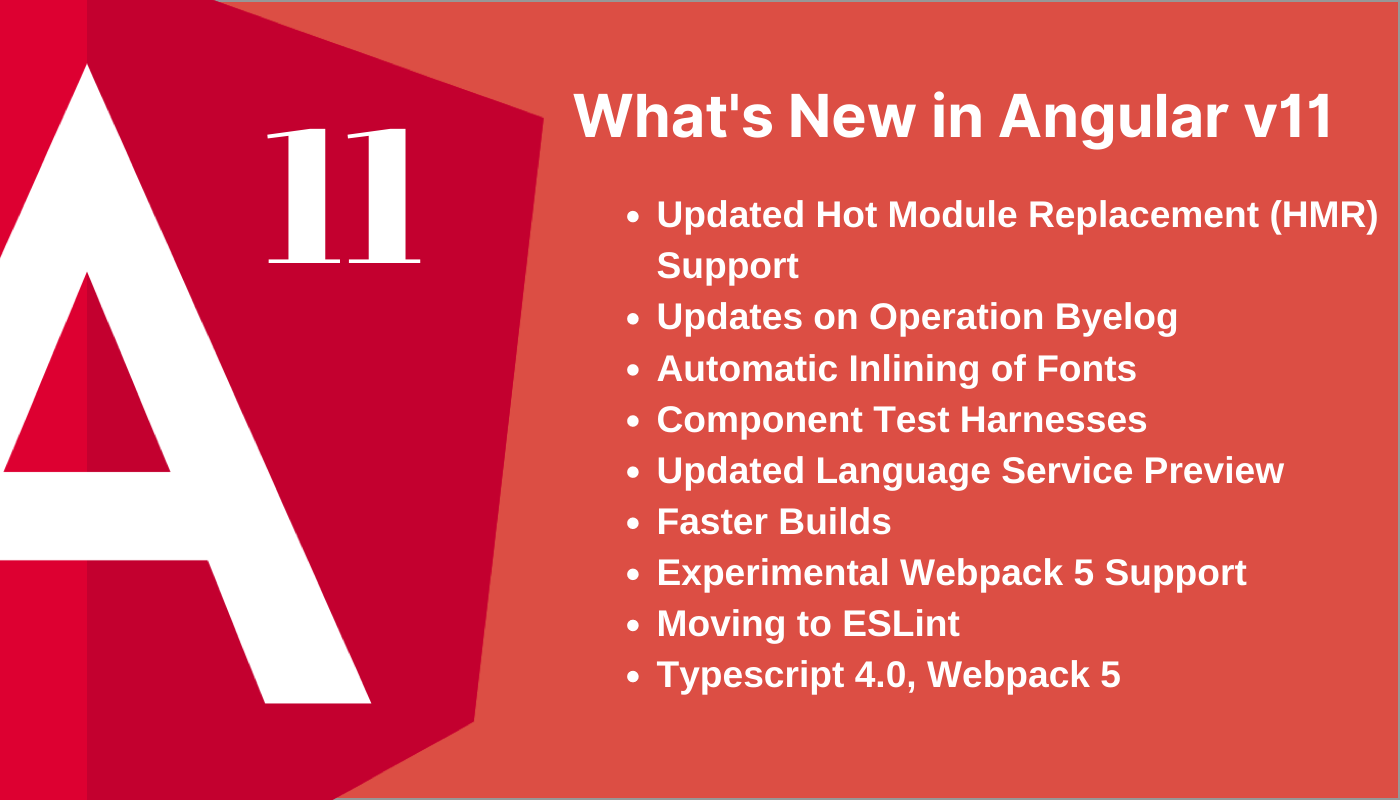 A
11
What's New in Angular v11
• Updated Hot Module Replacement (HMR)
Support
• Updates on Operation Byelog
• Automatic Inlining of Fonts
• Component Test Harnesses
• Updated Language Service Preview
• Faster Builds
• Experimental Webpack 5 Support
• Moving to ESLint
• Typescript 4.0, Webpack 5